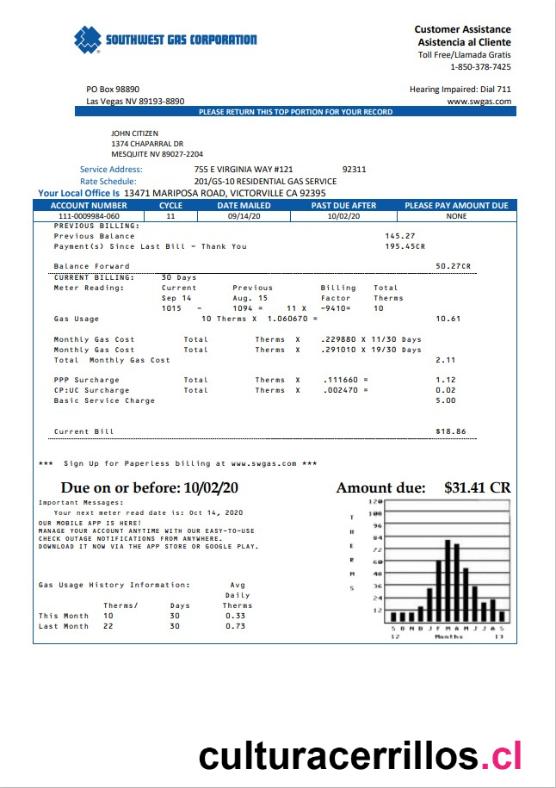 SOUTHWEST GAS CORPORATION
Customer Assistance
Asistencia al Cliente
Toll Free/Llamada Gratis
1-850-378-7425
PO Box 98890
Las Vegas NV 89193-8890
Hearing Impaired: Dial 711
www.swgas.com
PLEASE RETURN THIS TOP PORTION FOR YOUR RECORD
JOHN CITIZEN
1374 CHAPARRAL DR
MESQUITE NV 89027-2204
Service Address: 755 E VIRGINIA WAY #121 92311
Rate Schedule: 201/GS-10 RESIDENTIAL GAS SERVICE
Your Local Office Is 13471 MARIPOSA ROAD, VICTORVILLE CA 92395
ACCOUNT NUMBER CYCLE DATE MAILED PAST DUE AFTER PLEASE PAY AMOUNT DUE
111-0009984-060 11 09/14/20 10/02/20 NONE
PREVIOUS BILLING:
Previous Balance 145.27
Payment(s) Since Last Bill - Thank You 195.45CR
Balance Forward 50.27CR
CURRENT BILLING: 30 Days
Meter Reading: Current Previous Billing Total
Sep 14 Aug. 15 Factor Therms
1015 - 1094 = 11 X -9410= 10
Gas Usage 10 Therms X 1.060670 = 10.61
Monthly Gas Cost Total Therms X .229880 X 11/30 Days
Monthly Gas Cost Total Therms X .291010 X 19/30 Days
Total Monthly Gas Cost 2.11
PPP Surcharge Total Therms X .111660 = 1.12
CP:UC Surcharge Total Therms X .002470 = 0.02
Basic Service Charge 5.00
Current Bill $18.86
*** Sign Up for Paperless billing at www.swgas.com ***
Due on or before: 10/02/20 Amount due: $31.41 CR
Important Messages:
Your next meter read date is: Oct 14, 2020
OUR MOBILE APP IS HERE!
MANAGE YOUR ACCOUNT ANYTIME WITH OUR EASY-TO-USE
CHECK OUTAGE NOTIFICATIONS FROM ANYWHERE.
DOWNLOAD IT NOW VIA THE APP STORE OR GOOGLE PLAY.
Gas Usage History Information: Avg
Daily
Therms/ Days Therms
This Month 10 30 0.33
Last Month 22 30 0.73
THERMS
120
108
96
84
72
60
48
36
24
12
S O N D J F M A M J J A S
12 Months 13
culturacerrillos.cl